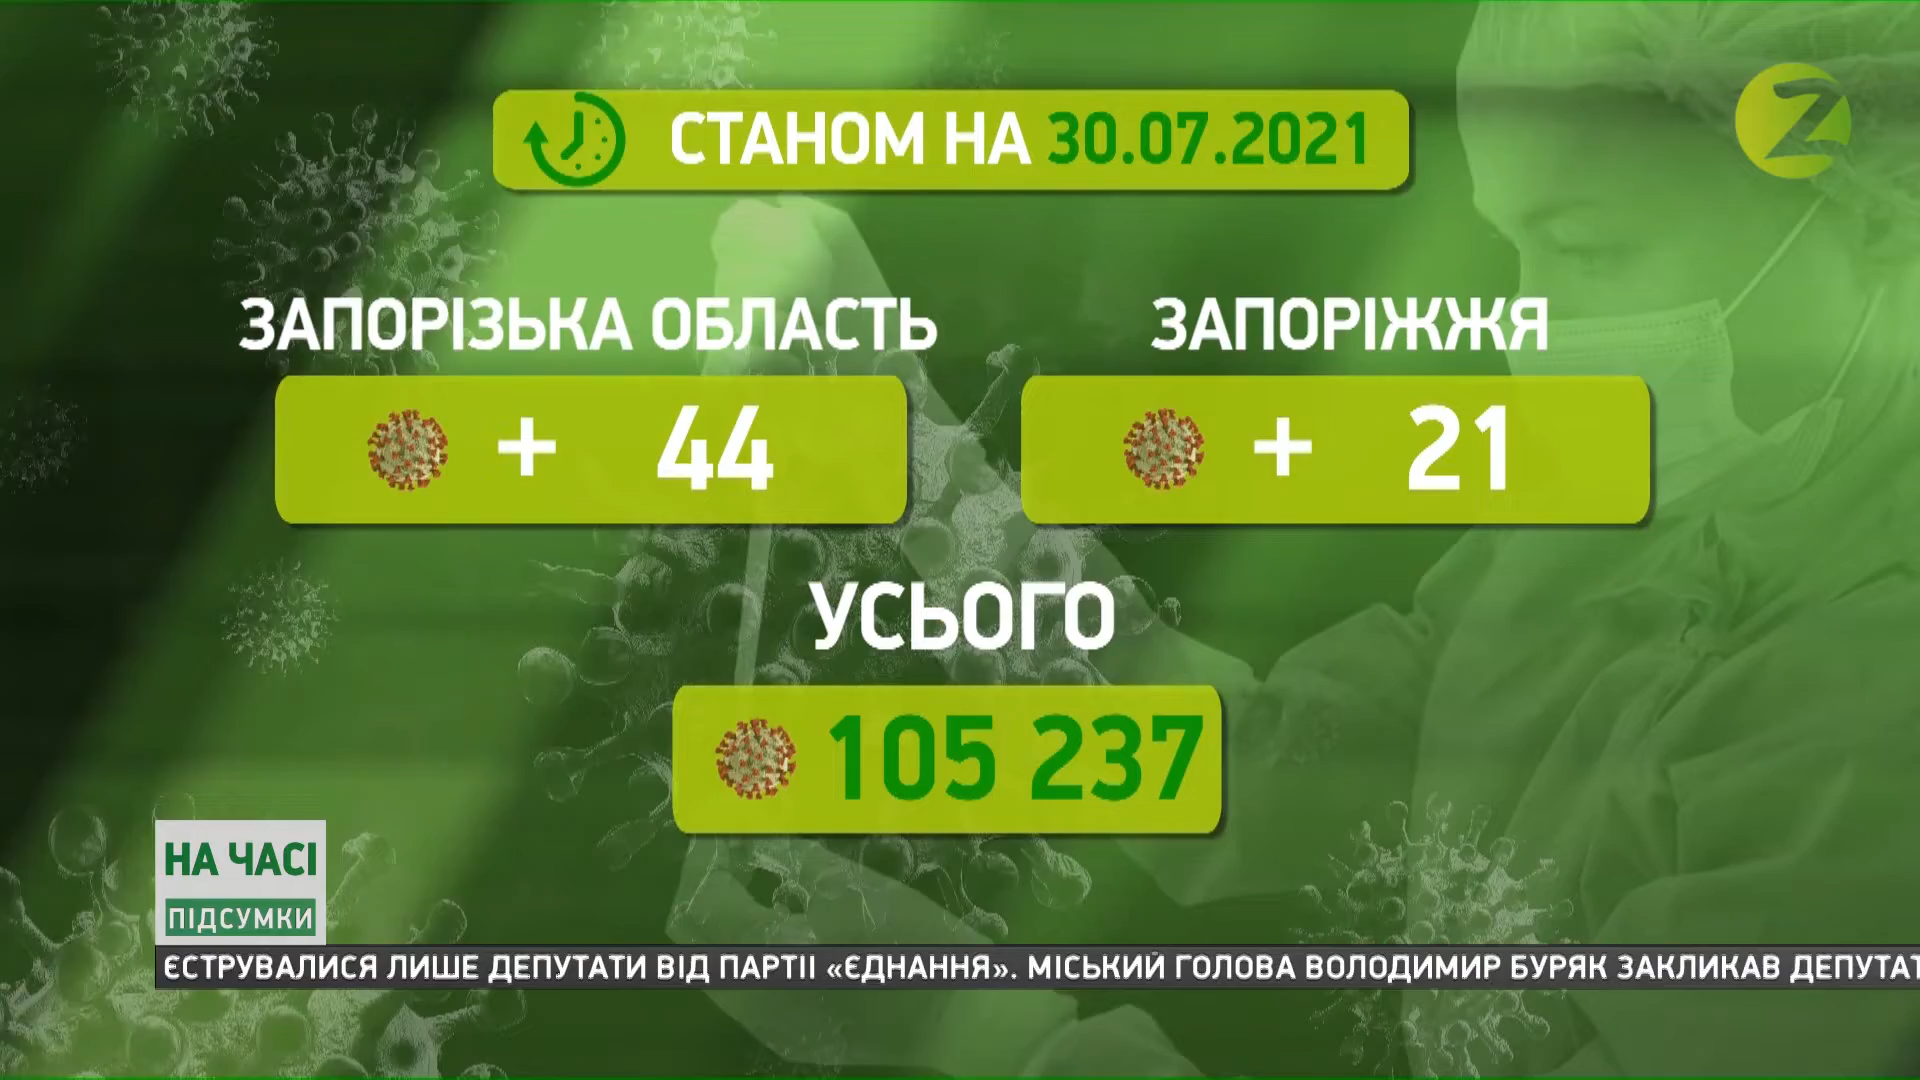 СТАНОМ НА 30.07.2021
Z
ЗАПОРІЗЬКА ОБЛАСТЬ
+ 44
ЗАПОРІЖЖЯ
+ 21
УСЬОГО
105 237
НА ЧАСІ
ПІДСУМКИ
ЄСТРУВАЛИСЯ ЛИШЕ ДЕПУТАТИ ВІД ПАРТІІ «ЄДНАННЯ». МІСЬКИЙ ГОЛОВА ВОЛОДИМИР БУРЯК ЗАКЛИКАВ ДЕПУТАТ